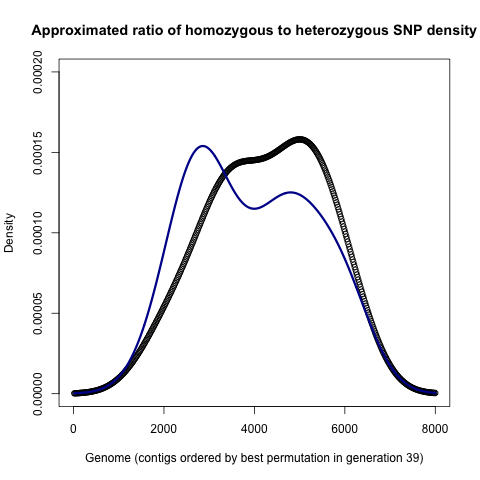 Approximated ratio of homozygous to heterozygous SNP density
0.00020
0.00015
0.00010
0.00005
0.00000
Density
0 2000 4000 6000 8000
Genome (contigs ordered by best permutation in generation 39)